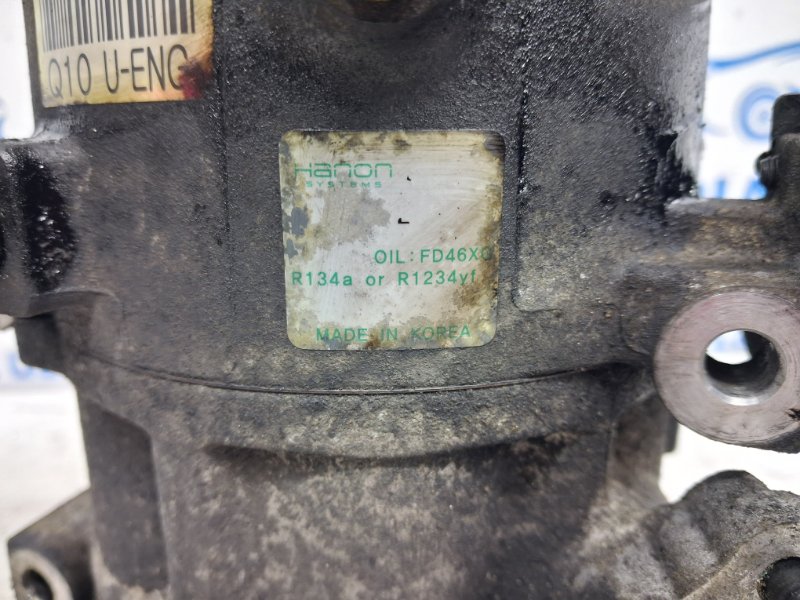 Q10 U-ENG
Hanon
SYSTEMS
OIL: FD46XG
R134a or R1234yf
MADE IN KOREA